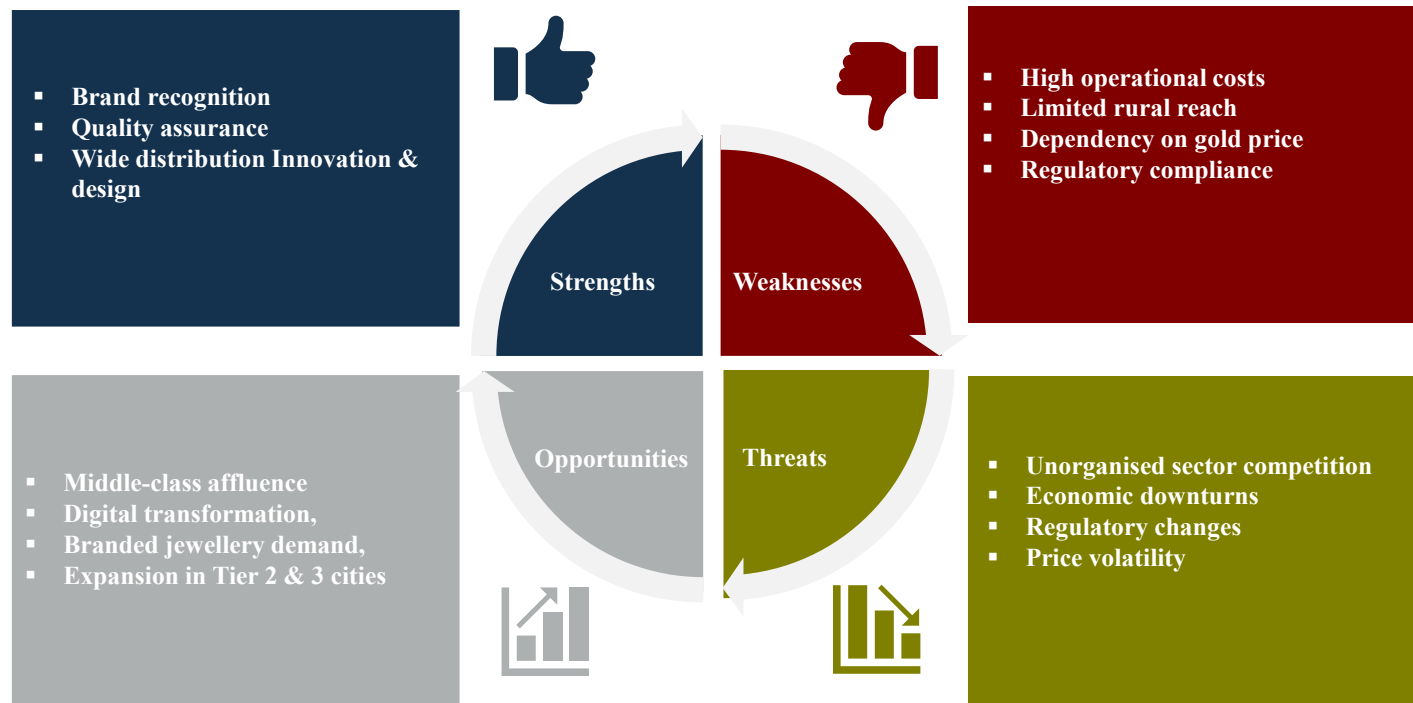 ▪ Brand recognition
▪ Quality assurance
▪ Wide distribution Innovation &
design
▪ High operational costs
▪ Limited rural reach
▪ Dependency on gold price
▪ Regulatory compliance
Strengths
Weaknesses
Opportunities
Threats
▪ Middle-class affluence
▪ Digital transformation,
▪ Branded jewellery demand,
▪ Expansion in Tier 2 & 3 cities
▪ Unorganised sector competition
▪ Economic downturns
▪ Regulatory changes
▪ Price volatility